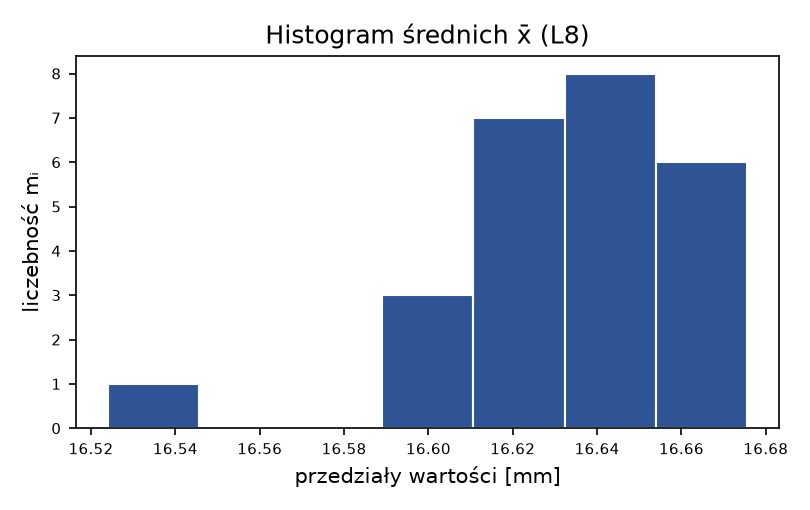 Histogram średnich x̄ (L8)
liczebność mᵢ
8
7
6
5
4
3
2
1
0
16.52 16.54 16.56 16.58 16.60 16.62 16.64 16.66 16.68
przedziały wartości [mm]